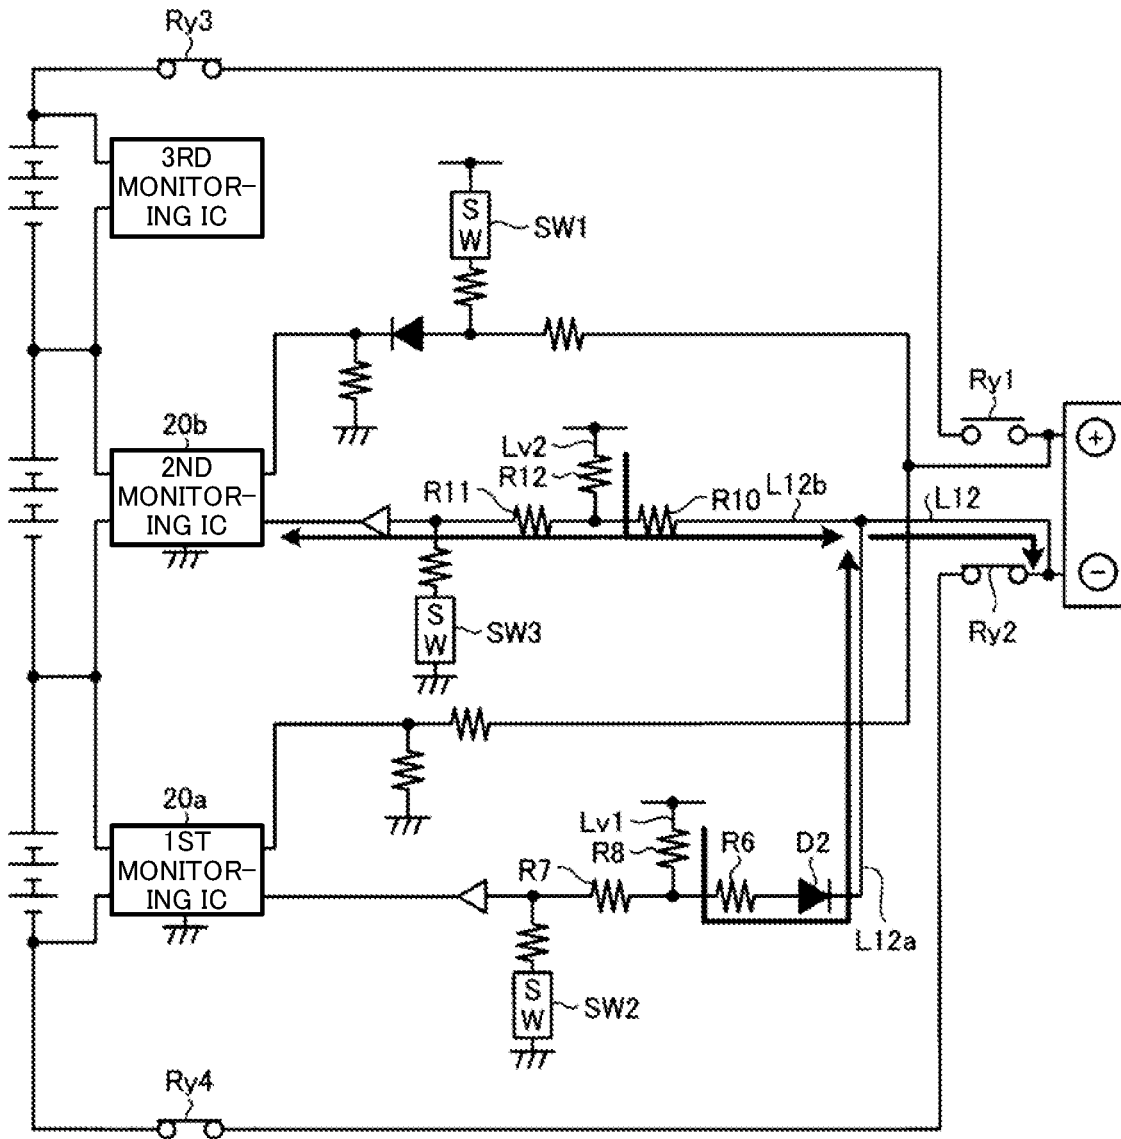 Ry3
3RD
MONITOR-
ING IC
S
W
SW1
Ry1
+
20b
2ND
MONITOR-
ING IC
Lv2
R12
R11
R10
L12b
L12
−
Ry2
S
W
SW3
20a
1ST
MONITOR-
ING IC
Lv1
R8
R7
R6
D2
L12a
S
W
SW2
Ry4